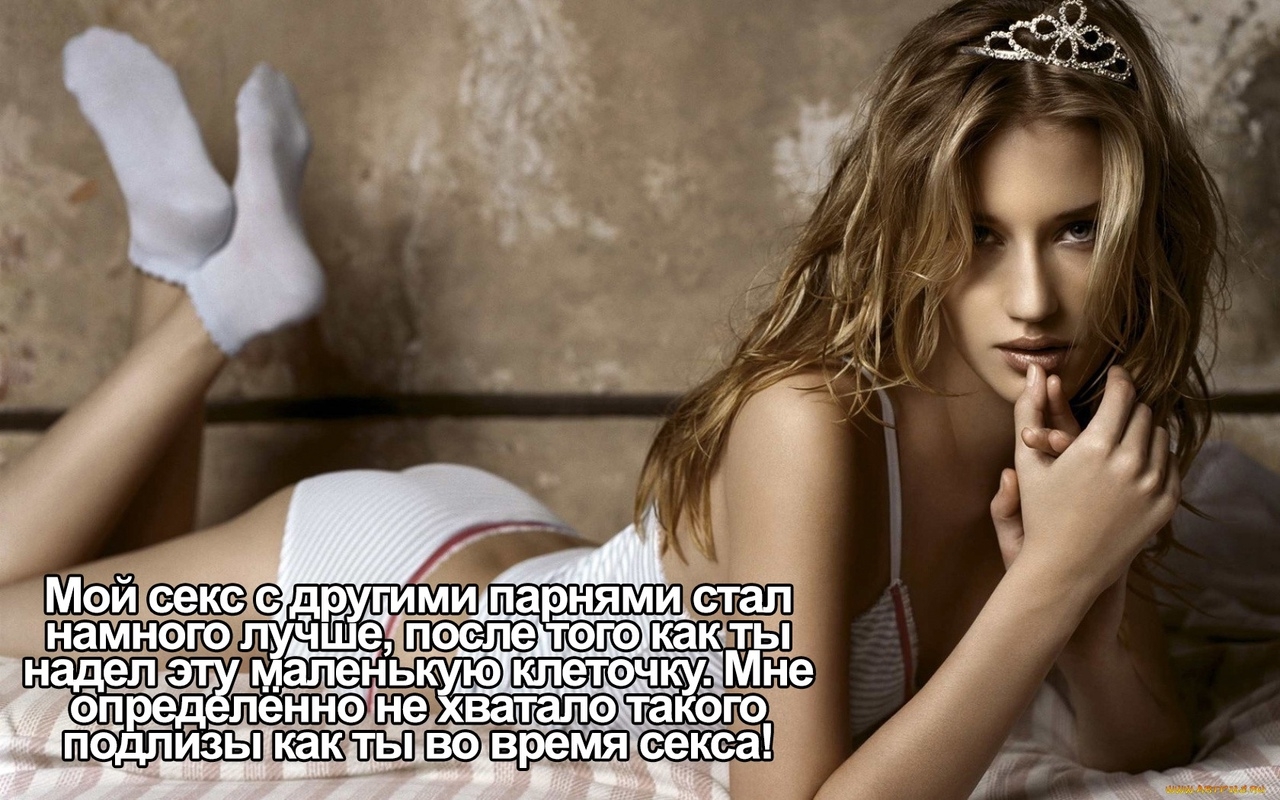 Мой секс с другими парнями стал
намного лучше, после того как ты
надел эту маленькую клеточку. Мне
определённо не хватало такого
подлизы как ты во время секса!